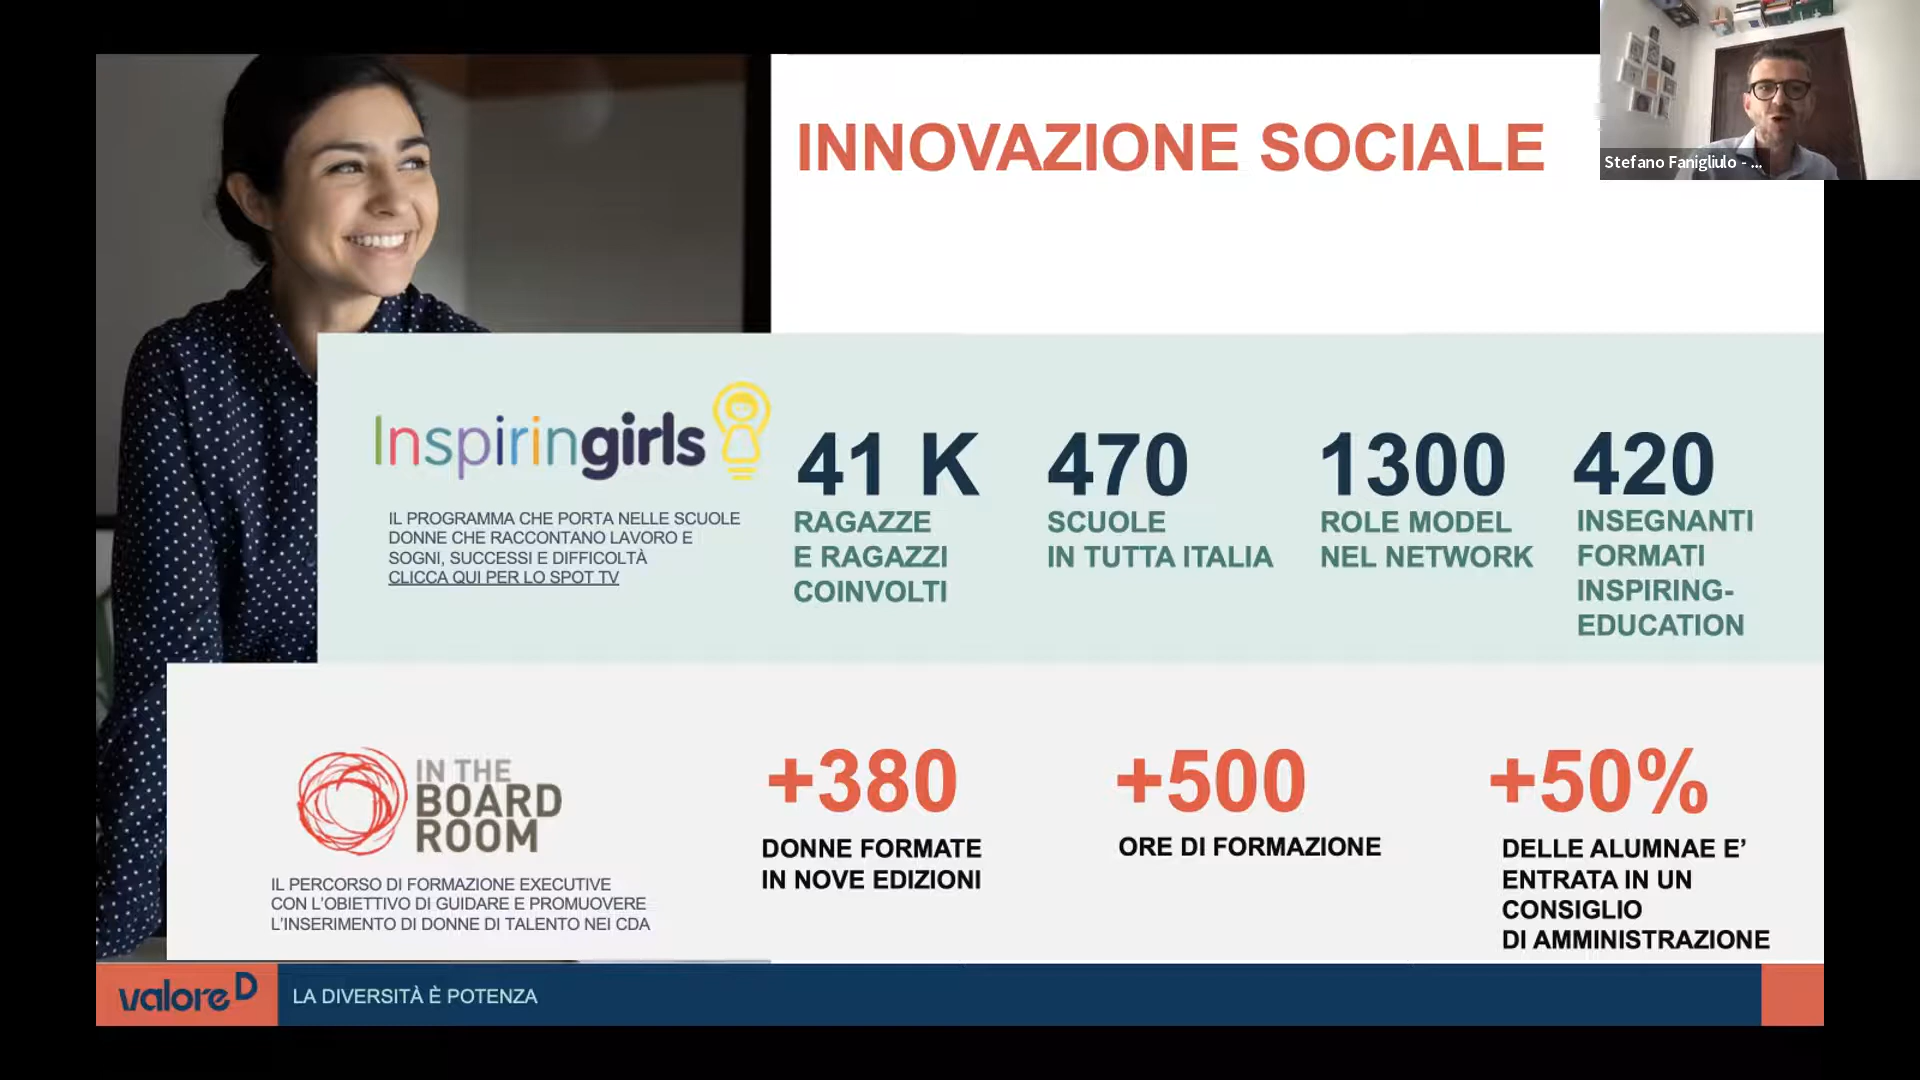 INNOVAZIONE SOCIALE
Stefano Fanigliulo - ...
Inspiringirls
IL PROGRAMMA CHE PORTA NELLE SCUOLE
DONNE CHE RACCONTANO LAVORO E
SOGNI, SUCCESSI E DIFFICOLTÀ
CLICCA QUI PER LO SPOT TV
41 K
RAGAZZE
E RAGAZZI
COINVOLTI
470
SCUOLE
IN TUTTA ITALIA
1300
ROLE MODEL
NEL NETWORK
420
INSEGNANTI
FORMATI
INSPIRING-
EDUCATION
IN THE
BOARD
ROOM
IL PERCORSO DI FORMAZIONE EXECUTIVE
CON L'OBIETTIVO DI GUIDARE E PROMUOVERE
L'INSERIMENTO DI DONNE DI TALENTO NEI CDA
+380
DONNE FORMATE
IN NOVE EDIZIONI
+500
ORE DI FORMAZIONE
+50%
DELLE ALUMNAE E'
ENTRATA IN UN
CONSIGLIO
DI AMMINISTRAZIONE
valore D
LA DIVERSITÀ È POTENZA